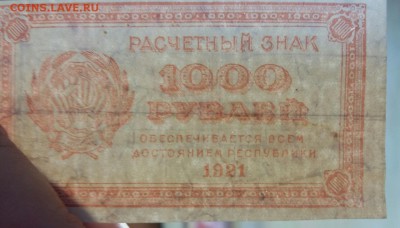 COINS.LAVE.RU
РАСЧЕТНЫЙ ЗНАК
1000
РУБЛЕЙ
ОБЕСПЕЧИВАЕТСЯ ВСЕМ
ДОСТОЯНИЕМ РЕСПУБЛИКИ
1921